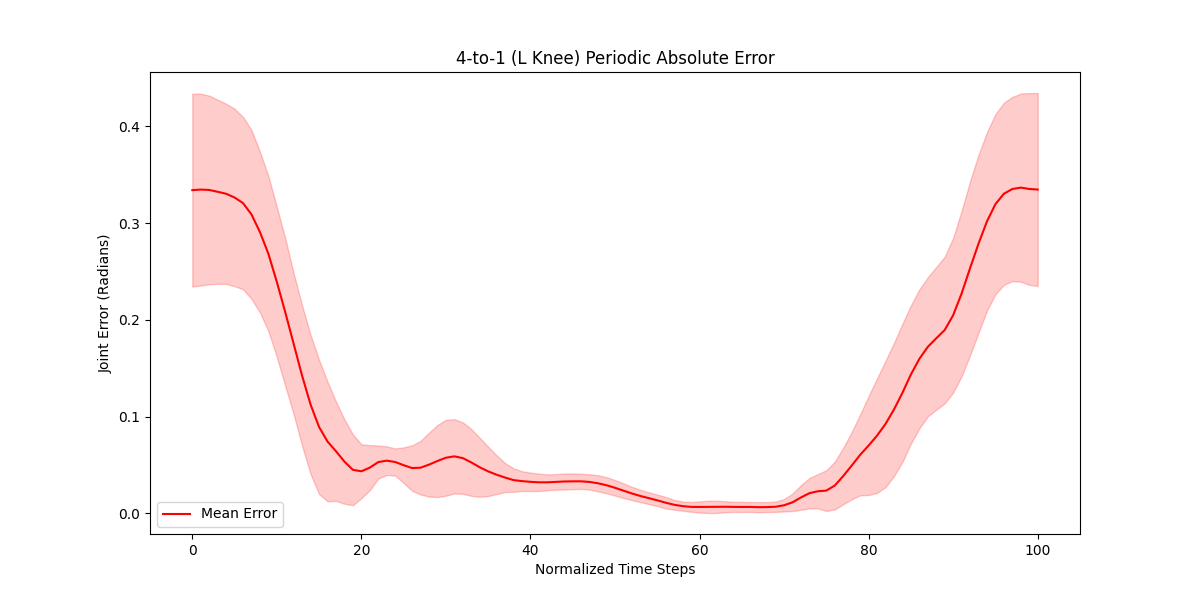 4-to-1 (L Knee) Periodic Absolute Error
Joint Error (Radians)
0.4
0.3
0.2
0.1
0.0
Mean Error
0 20 40 60 80 100
Normalized Time Steps